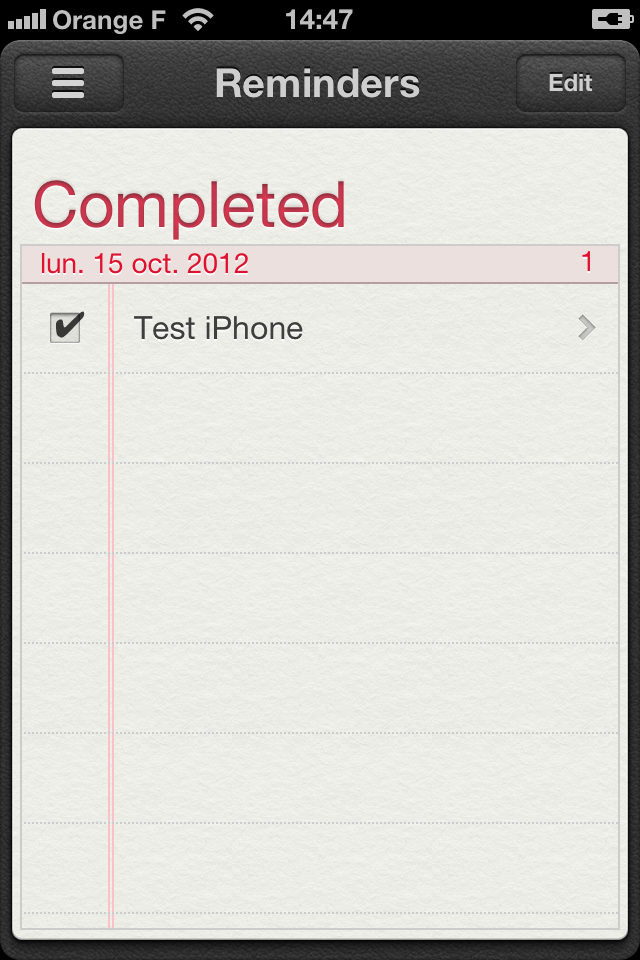 Orange F 14:47
Reminders Edit
Completed
lun. 15 oct. 2012 1
Test iPhone